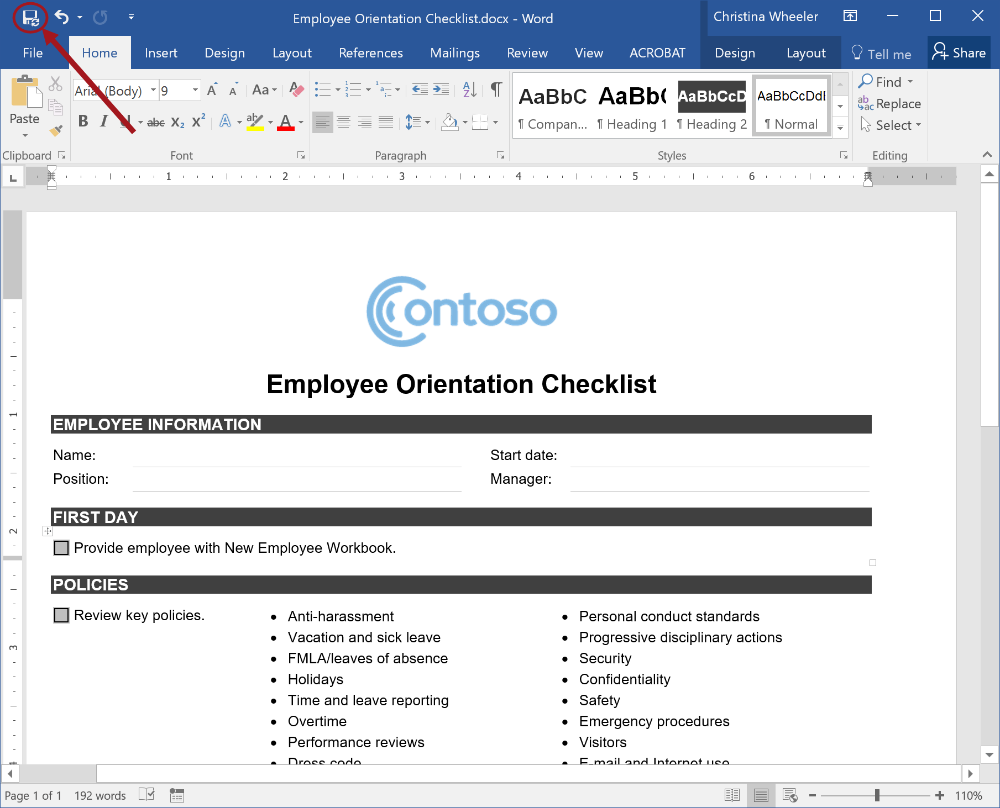 Employee Orientation Checklist.docx - Word
Christina Wheeler
File Home Insert Design Layout References Mailings Review View ACROBAT Design Layout Tell me Share
Paste
Clipboard
Arial (Body) 9
Font
Paragraph
AaBbC AaBb( AaBbCcD AaBbCcDdE
¶ Compan... ¶ Heading 1 ¶ Heading 2 ¶ Normal
Styles
Find
Replace
Select
Editing
1 2 3 4 5 6
Contoso
Employee Orientation Checklist
EMPLOYEE INFORMATION
Name: Start date:
Position: Manager:
FIRST DAY
Provide employee with New Employee Workbook.
POLICIES
Review key policies.
• Anti-harassment
• Vacation and sick leave
• FMLA/leaves of absence
• Holidays
• Time and leave reporting
• Overtime
• Performance reviews
• Dress code
• Personal conduct standards
• Progressive disciplinary actions
• Security
• Confidentiality
• Safety
• Emergency procedures
• Visitors
• E-mail and Internet use
1
2
3
Page 1 of 1 192 words 110%